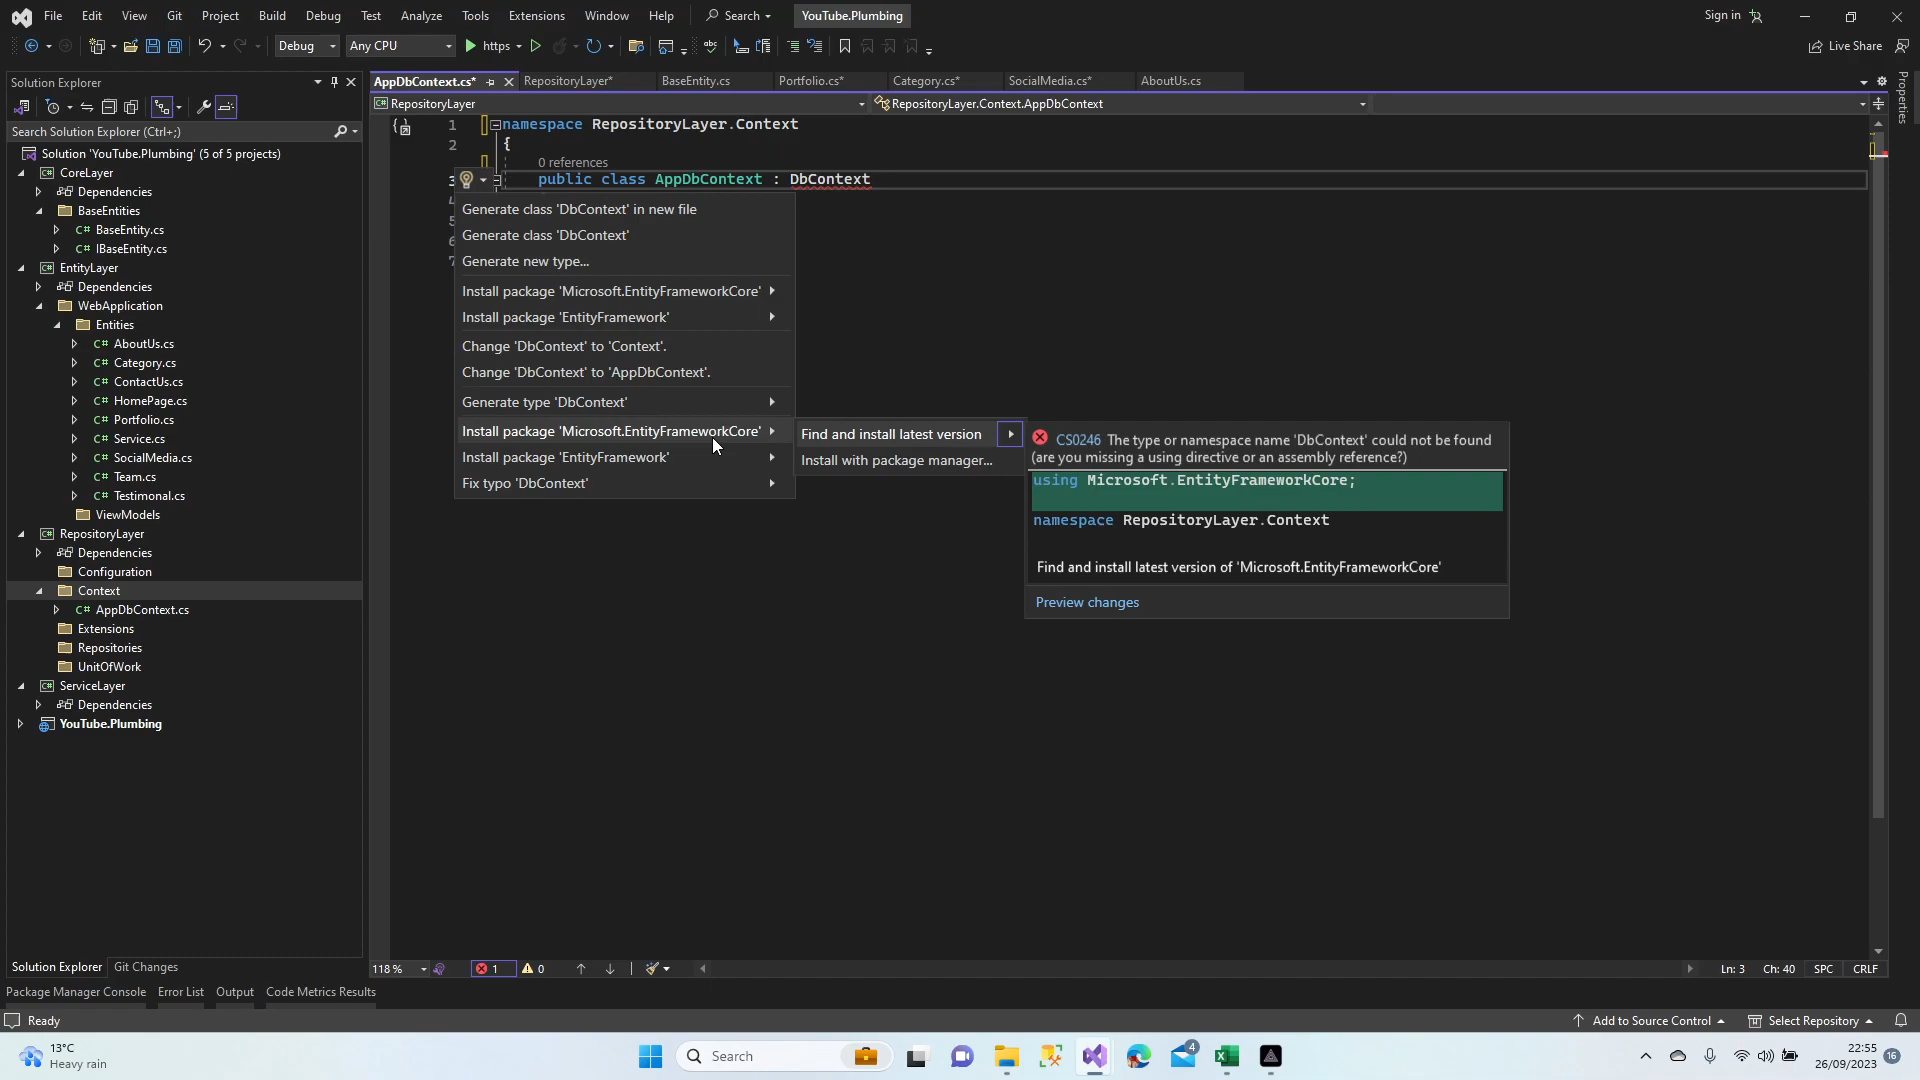 File Edit View Git Project Build Debug Test Analyze Tools Extensions Window Help Search YouTube.Plumbing Sign in
Debug Any CPU https Live Share
Solution Explorer
AppDbContext.cs* RepositoryLayer* BaseEntity.cs Portfolio.cs* Category.cs* SocialMedia.cs* AboutUs.cs
Properties
RepositoryLayer RepositoryLayer.Context.AppDbContext
Search Solution Explorer (Ctrl+;)
Solution 'YouTube.Plumbing' (5 of 5 projects)
CoreLayer
Dependencies
BaseEntities
C# BaseEntity.cs
C# IBaseEntity.cs
EntityLayer
Dependencies
WebApplication
Entities
C# AboutUs.cs
C# Category.cs
C# ContactUs.cs
C# HomePage.cs
C# Portfolio.cs
C# Service.cs
C# SocialMedia.cs
C# Team.cs
C# Testimonal.cs
ViewModels
RepositoryLayer
Dependencies
Configuration
Context
C# AppDbContext.cs
Extensions
Repositories
UnitOfWork
ServiceLayer
Dependencies
YouTube.Plumbing
Solution Explorer Git Changes
1 namespace RepositoryLayer.Context
2 {
0 references
3 public class AppDbContext : DbContext
Generate class 'DbContext' in new file
Generate class 'DbContext'
Generate new type...
Install package 'Microsoft.EntityFrameworkCore'
Install package 'EntityFramework'
Change 'DbContext' to 'Context'.
Change 'DbContext' to 'AppDbContext'.
Generate type 'DbContext'
Install package 'Microsoft.EntityFrameworkCore'
Install package 'EntityFramework'
Fix typo 'DbContext'
Find and install latest version
Install with package manager...
CS0246 The type or namespace name 'DbContext' could not be found
(are you missing a using directive or an assembly reference?)
using Microsoft.EntityFrameworkCore;
namespace RepositoryLayer.Context
Find and install latest version of 'Microsoft.EntityFrameworkCore'
Preview changes
118 % 1 0 Ln: 3 Ch: 40 SPC CRLF
Package Manager Console Error List Output Code Metrics Results
Ready Add to Source Control Select Repository
13°C
Heavy rain
Search
4
22:55
26/09/2023
16